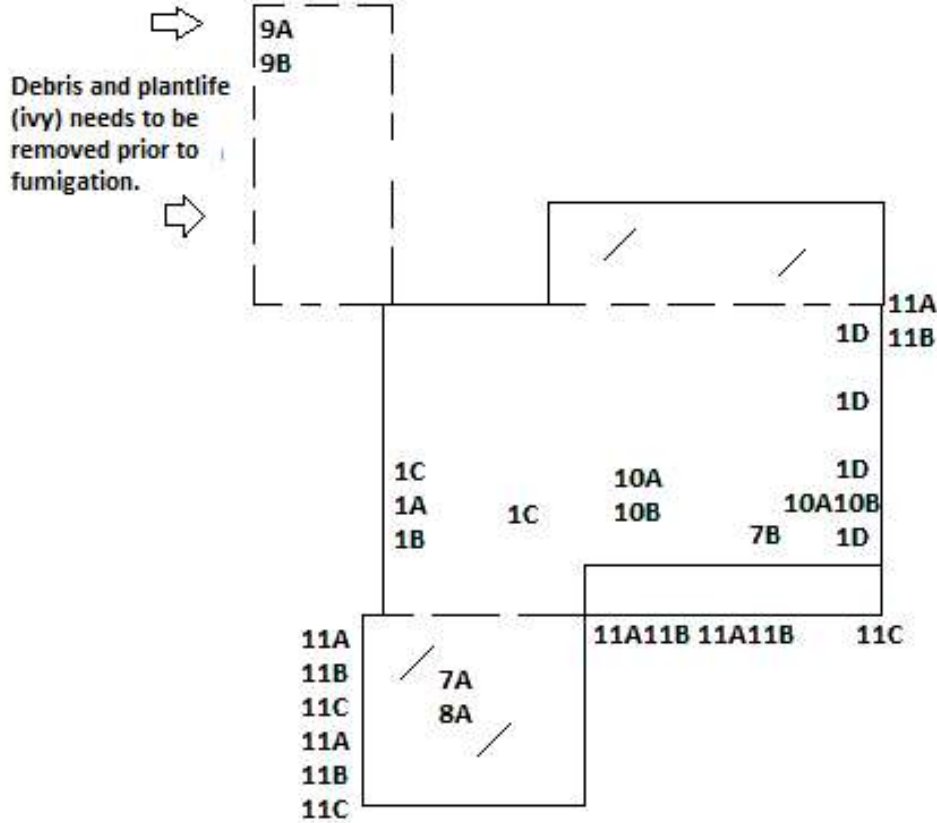 9A
9B
Debris and plantlife
(ivy) needs to be
removed prior to
fumigation.
11A
11B
1D
1D
1D
10A10B
1D
7B
10A
10B
1C
1A
1B
1C
11A11B 11A11B 11C
11A
11B
11C
11A
11B
11C
7A
8A